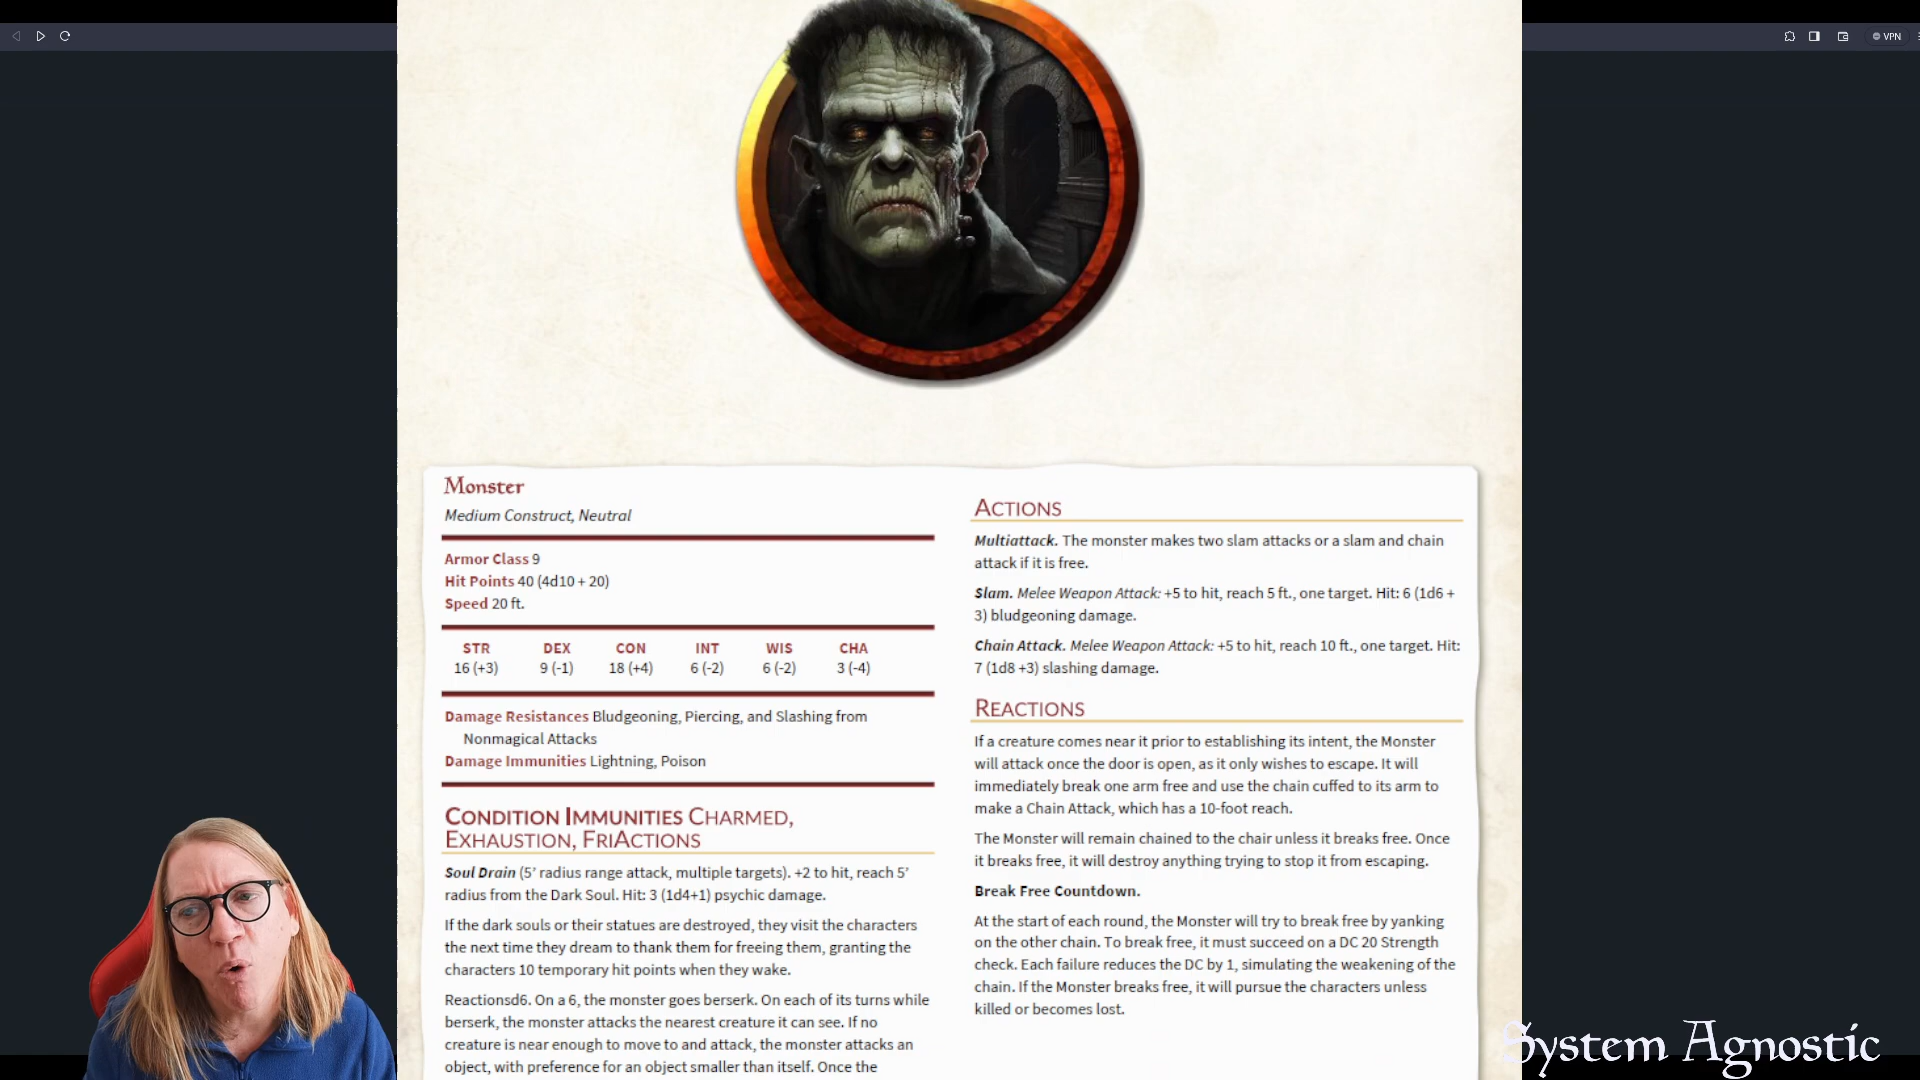 VPN
Monster
Medium Construct, Neutral
Armor Class 9
Hit Points 40 (4d10 + 20)
Speed 20 ft.
STR DEX CON INT WIS CHA
16 (+3) 9 (-1) 18 (+4) 6 (-2) 6 (-2) 3 (-4)
Damage Resistances Bludgeoning, Piercing, and Slashing from
Nonmagical Attacks
Damage Immunities Lightning, Poison
Condition Immunities Charmed,
Exhaustion, FriActions
Soul Drain (5’ radius range attack, multiple targets). +2 to hit, reach 5’
radius from the Dark Soul. Hit: 3 (1d4+1) psychic damage.
If the dark souls or their statues are destroyed, they visit the characters
the next time they dream to thank them for freeing them, granting the
characters 10 temporary hit points when they wake.
Reactionsd6. On a 6, the monster goes berserk. On each of its turns while
berserk, the monster attacks the nearest creature it can see. If no
creature is near enough to move to and attack, the monster attacks an
object, with preference for an object smaller than itself. Once the
Actions
Multiattack. The monster makes two slam attacks or a slam and chain
attack if it is free.
Slam. Melee Weapon Attack: +5 to hit, reach 5 ft., one target. Hit: 6 (1d6 +
3) bludgeoning damage.
Chain Attack. Melee Weapon Attack: +5 to hit, reach 10 ft., one target. Hit:
7 (1d8 +3) slashing damage.
Reactions
If a creature comes near it prior to establishing its intent, the Monster
will attack once the door is open, as it only wishes to escape. It will
immediately break one arm free and use the chain cuffed to its arm to
make a Chain Attack, which has a 10-foot reach.
The Monster will remain chained to the chair unless it breaks free. Once
it breaks free, it will destroy anything trying to stop it from escaping.
Break Free Countdown.
At the start of each round, the Monster will try to break free by yanking
on the other chain. To break free, it must succeed on a DC 20 Strength
check. Each failure reduces the DC by 1, simulating the weakening of the
chain. If the Monster breaks free, it will pursue the characters unless
killed or becomes lost.
System Agnostic